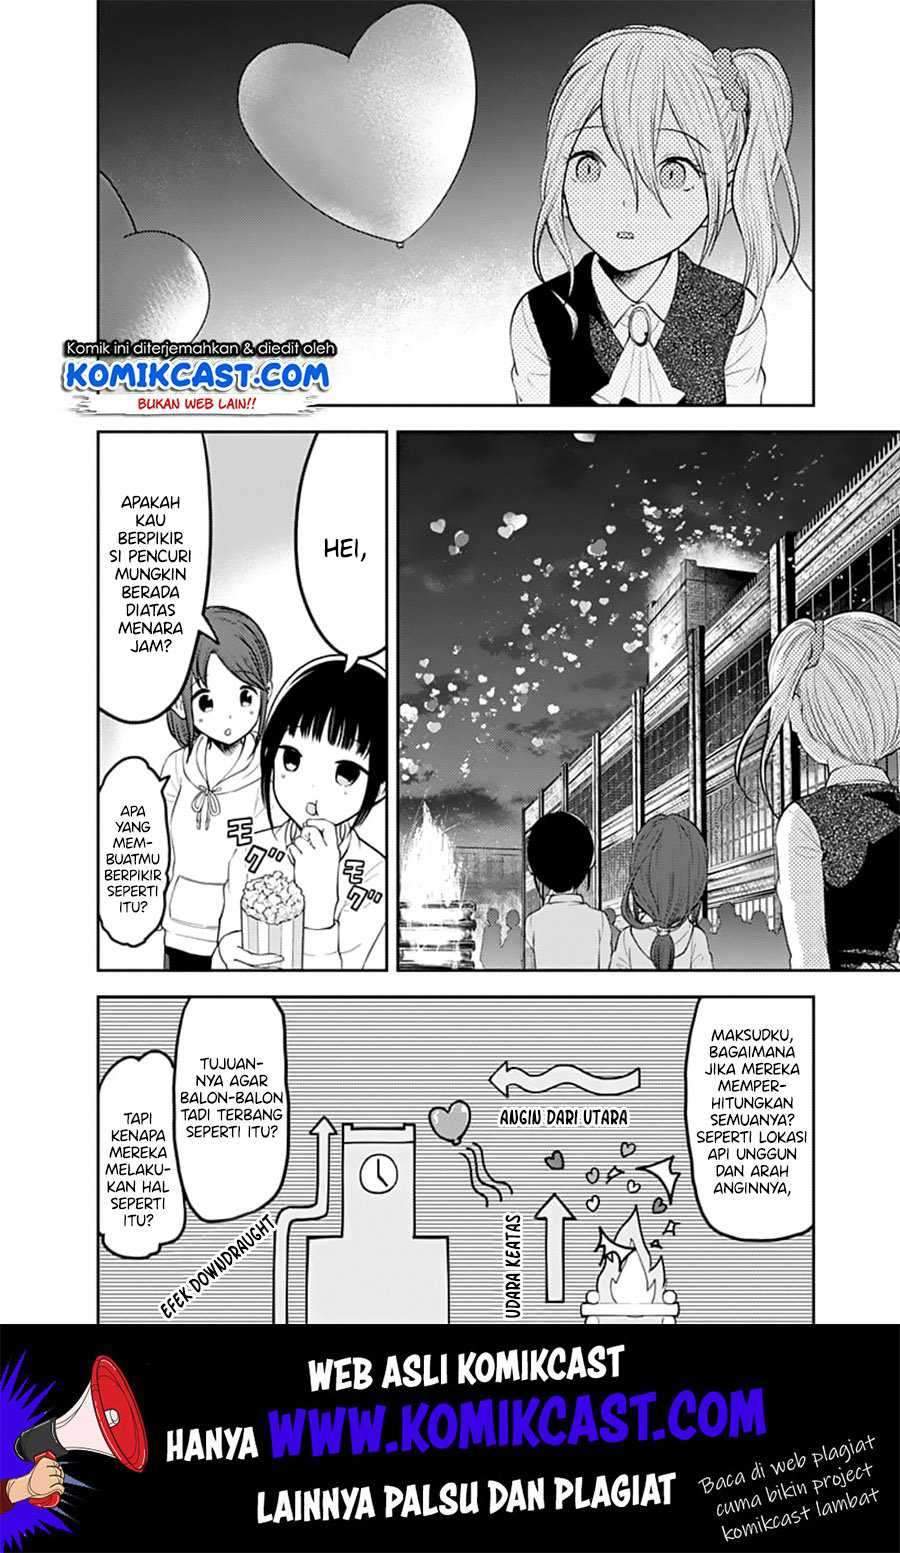 Komik ini diterjemahkan & diedit oleh
KOMIKCAST.COM
BUKAN WEB LAIN!!
HEI,
APAKAH
KAU
BERPIKIR
SI PENCURI
MUNGKIN
BERADA
DIATAS
MENARA
JAM?
APA
YANG
MEM-
BUATMU
BERPIKIR
SEPERTI
ITU?
モグ
モグ
MAKSUDKU,
BAGAIMANA
JIKA MEREKA
MEMPER-
HITUNGKAN
SEMUANYA?
SEPERTI LOKASI
API UNGGUN
DAN ARAH
ANGINNYA,
ANGIN DARI UTARA
UDARA KEATAS
TUJUAN-
NYA AGAR
BALON-BALON
TADI TERBANG
SEPERTI ITU?
TAPI
KENAPA
MEREKA
MELAKU-
KAN HAL
SEPERTI
ITU?
EFEK DOWNDRAUGHT
WEB ASLI KOMIKCAST
HANYA WWW.KOMIKCAST.COM
LAINNYA PALSU DAN PLAGIAT
Baca di web plagiat
cuma bikin project
komikcast lambat